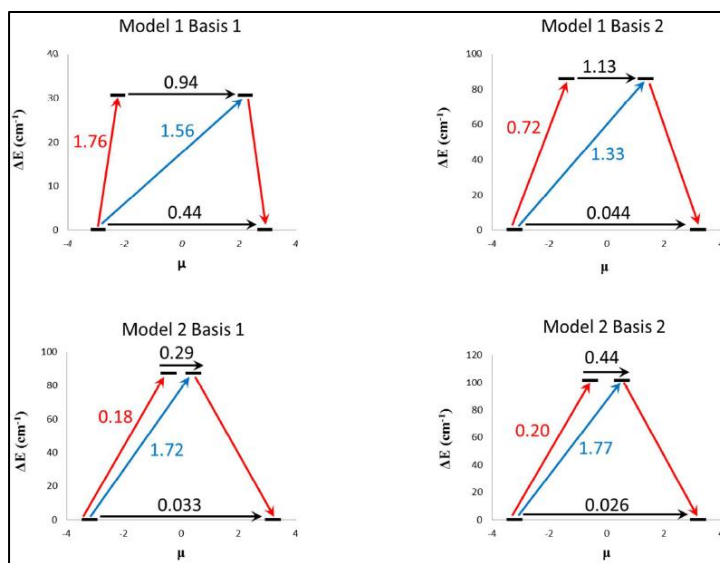 Model 1 Basis 1
ΔE (cm⁻¹)
40
30
20
10
0
0.94
1.76
1.56
0.44
-4 -2 0 2 4
μ
Model 1 Basis 2
ΔE (cm⁻¹)
100
80
60
40
20
0
1.13
0.72
1.33
0.044
-4 -2 0 2 4
μ
Model 2 Basis 1
ΔE (cm⁻¹)
100
80
60
40
20
0
0.29
0.18
1.72
0.033
-4 -2 0 2 4
μ
Model 2 Basis 2
ΔE (cm⁻¹)
120
100
80
60
40
20
0
0.44
0.20
1.77
0.026
-4 -2 0 2 4
μ